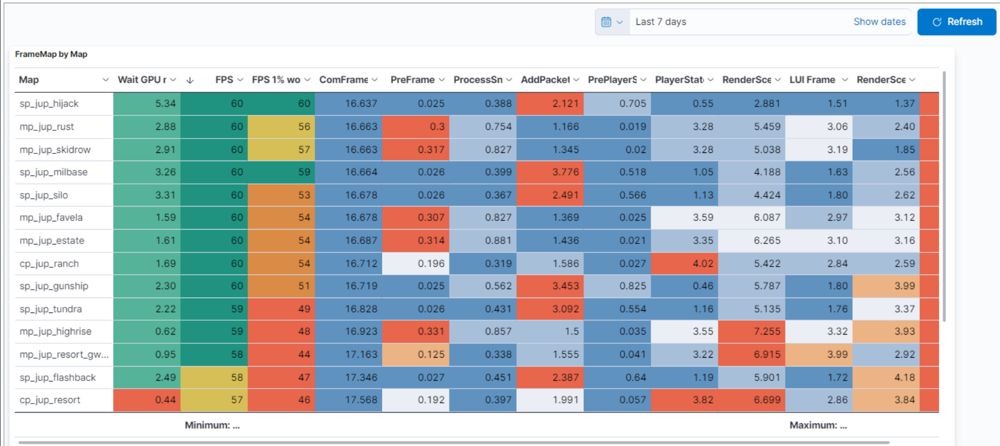 Last 7 days Show dates Refresh
FrameMap by Map
Map Wait GPU r FPS FPS 1% wo ComFrame PreFrame ProcessSn AddPacket PrePlayerS PlayerStat RenderSce LUI Frame RenderSce
sp_jup_hijack 5.34 60 60 16.637 0.025 0.388 2.121 0.705 0.55 2.881 1.51 1.37
mp_jup_rust 2.88 60 56 16.663 0.3 0.754 1.166 0.019 3.28 5.459 3.06 2.40
mp_jup_skidrow 2.91 60 57 16.663 0.317 0.827 1.345 0.02 3.28 5.038 3.19 1.85
sp_jup_milbase 3.26 60 59 16.664 0.026 0.399 3.776 0.518 1.05 4.188 1.63 2.56
sp_jup_silo 3.31 60 53 16.678 0.026 0.367 2.491 0.566 1.13 4.424 1.80 2.62
mp_jup_favela 1.59 60 54 16.678 0.307 0.827 1.369 0.025 3.59 6.087 2.97 3.12
mp_jup_estate 1.61 60 54 16.687 0.314 0.881 1.436 0.021 3.35 6.265 3.10 3.16
cp_jup_ranch 1.69 60 54 16.712 0.196 0.319 1.586 0.027 4.02 5.422 2.84 2.59
sp_jup_gunship 2.30 60 51 16.719 0.025 0.562 3.453 0.825 0.46 5.787 1.80 3.99
sp_jup_tundra 2.22 59 49 16.828 0.026 0.431 3.092 0.554 1.16 5.135 1.76 3.37
mp_jup_highrise 0.62 59 48 16.923 0.331 0.857 1.5 0.035 3.55 7.255 3.32 3.93
mp_jup_resort_gw... 0.95 58 44 17.163 0.125 0.338 1.555 0.041 3.22 6.915 3.99 2.92
sp_jup_flashback 2.49 58 47 17.346 0.027 0.451 2.387 0.64 1.19 5.901 1.72 4.18
cp_jup_resort 0.44 57 46 17.568 0.192 0.397 1.991 0.057 3.82 6.699 2.86 3.84
Minimum: ... Maximum: ...